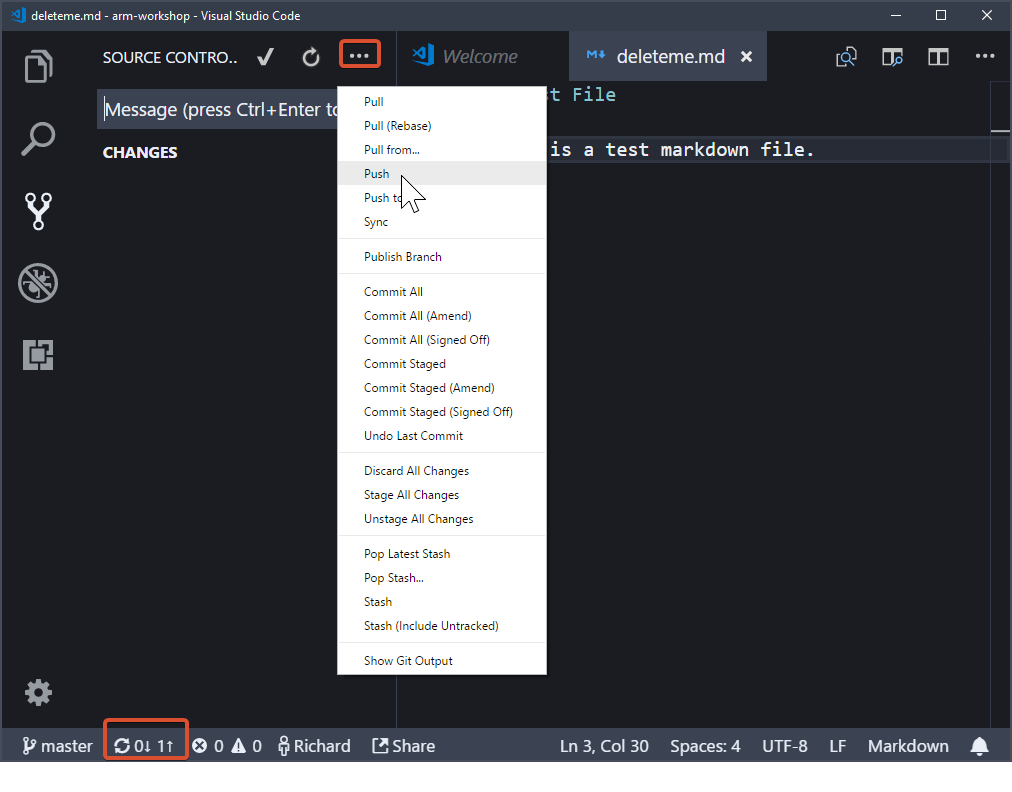 deleteme.md - arm-workshop - Visual Studio Code
SOURCE CONTRO..
Welcome
deleteme.md
Message (press Ctrl+Enter to
CHANGES
File
is a test markdown file.
Pull
Pull (Rebase)
Pull from...
Push
Push to
Sync
Publish Branch
Commit All
Commit All (Amend)
Commit All (Signed Off)
Commit Staged
Commit Staged (Amend)
Commit Staged (Signed Off)
Undo Last Commit
Discard All Changes
Stage All Changes
Unstage All Changes
Pop Latest Stash
Pop Stash...
Stash
Stash (Include Untracked)
Show Git Output
master 0↓ 1↑ 0 0 Richard Share Ln 3, Col 30 Spaces: 4 UTF-8 LF Markdown